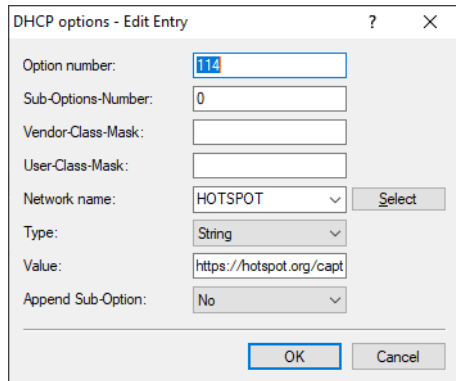 DHCP options - Edit Entry ? ×
Option number: 114
Sub-Options-Number: 0
Vendor-Class-Mask:
User-Class-Mask:
Network name: HOTSPOT Select
Type: String
Value: https://hotspot.org/capt
Append Sub-Option: No
OK Cancel